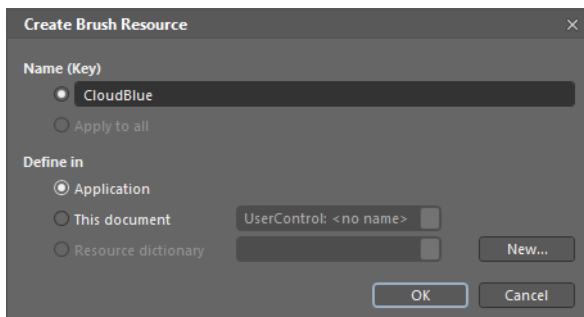 Create Brush Resource
Name (Key)
CloudBlue
Apply to all
Define in
Application
This document UserControl: <no name>
Resource dictionary New...
OK Cancel